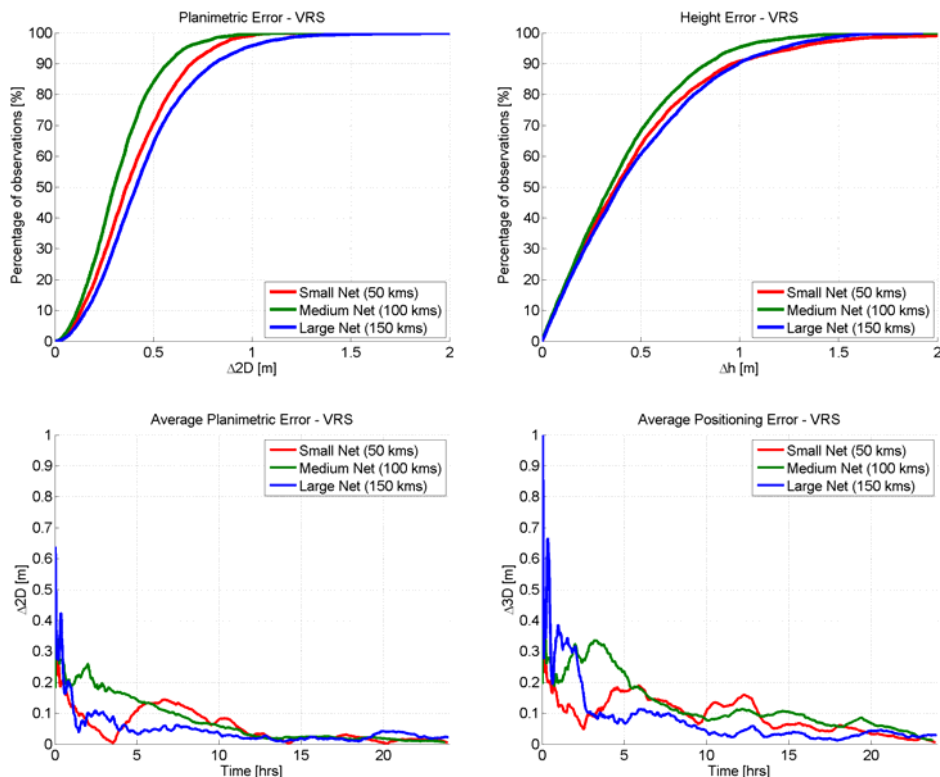 Planimetric Error - VRS
Percentage of observations [%]
100
90
80
70
60
50
40
30
20
10
0
Small Net (50 kms)
Medium Net (100 kms)
Large Net (150 kms)
0 0.5 1 1.5 2
Δ2D [m]
Height Error - VRS
Percentage of observations [%]
100
90
80
70
60
50
40
30
20
10
0
Small Net (50 kms)
Medium Net (100 kms)
Large Net (150 kms)
0 0.5 1 1.5 2
Δh [m]
Average Planimetric Error - VRS
Δ2D [m]
1
0.9
0.8
0.7
0.6
0.5
0.4
0.3
0.2
0.1
0
Small Net (50 kms)
Medium Net (100 kms)
Large Net (150 kms)
0 5 10 15 20
Time [hrs]
Average Positioning Error - VRS
Δ3D [m]
1
0.9
0.8
0.7
0.6
0.5
0.4
0.3
0.2
0.1
0
Small Net (50 kms)
Medium Net (100 kms)
Large Net (150 kms)
0 5 10 15 20
Time [hrs]